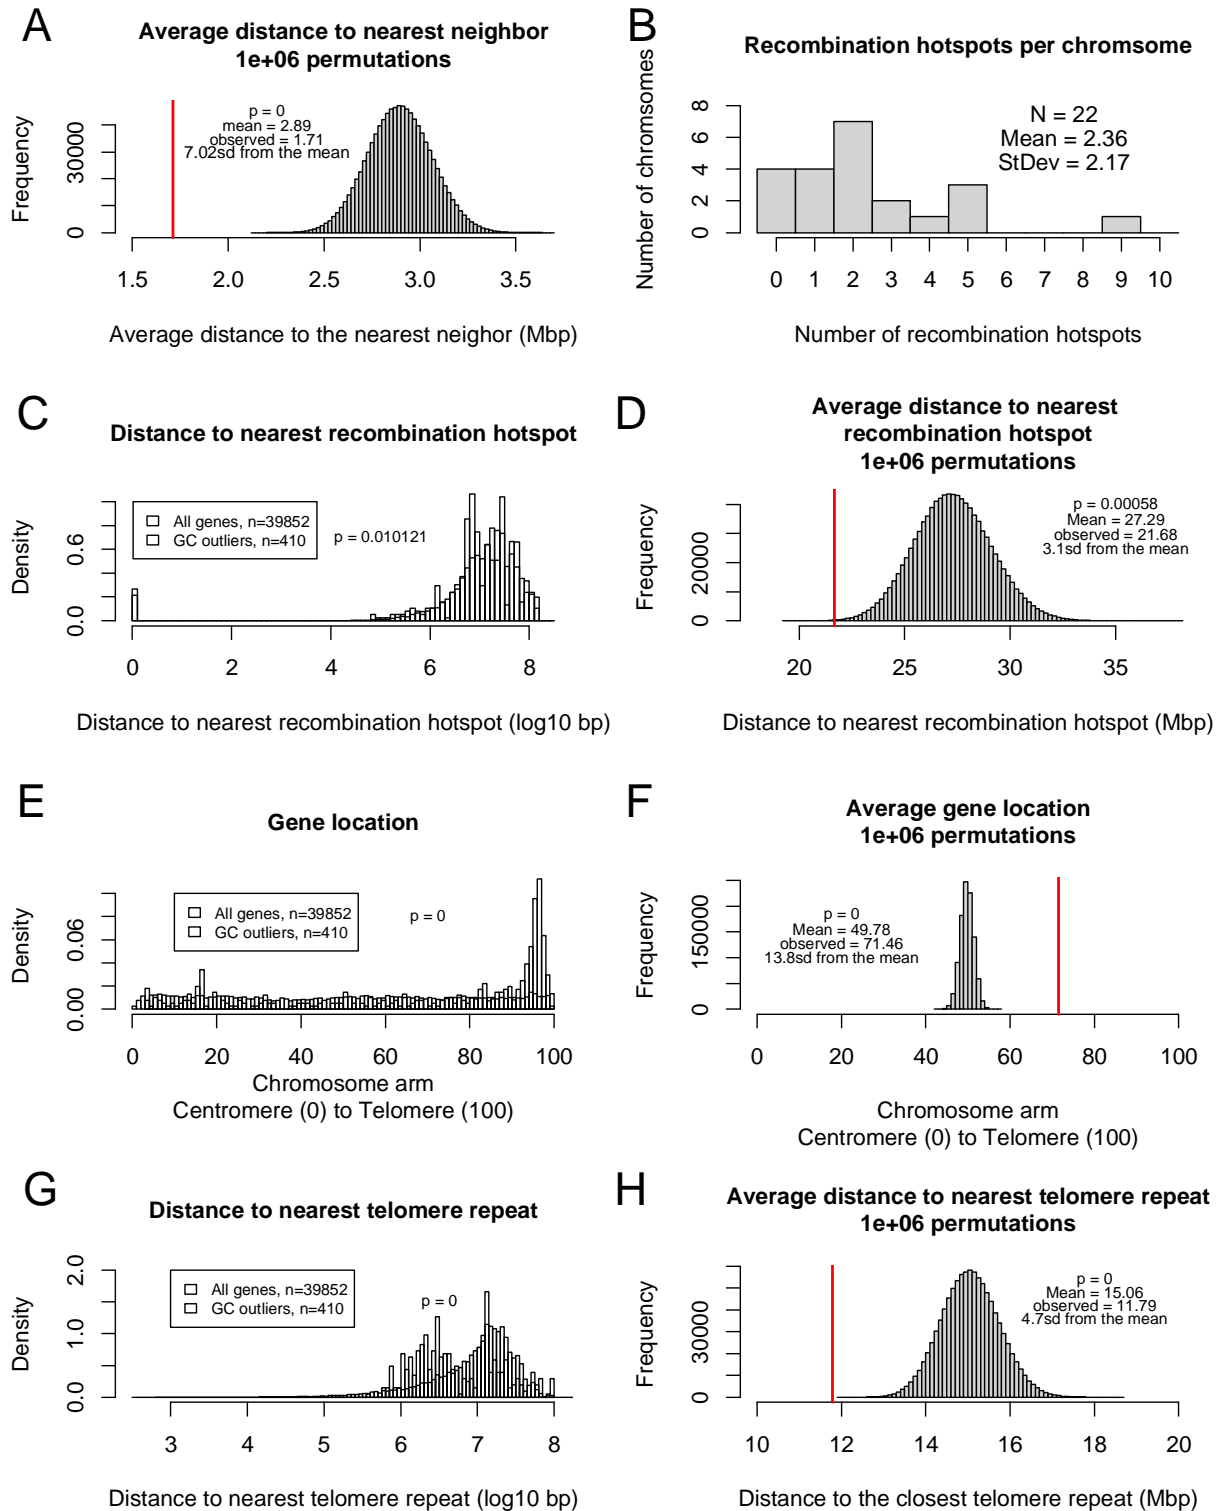 A
Average distance to nearest neighbor
1e+06 permutations
p = 0
mean = 2.89
observed = 1.71
7.02sd from the mean
Frequency
0
30000
1.5 2.0 2.5 3.0 3.5
Average distance to the nearest neighor (Mbp)
B
Recombination hotspots per chromsome
N = 22
Mean = 2.36
StDev = 2.17
Number of chromosomes
0 2 4 6 8
0 1 2 3 4 5 6 7 8 9 10
Number of recombination hotspots
C
Distance to nearest recombination hotspot
All genes, n=39852
GC outliers, n=410
p = 0.010121
Density
0.0 0.6
0 2 4 6 8
Distance to nearest recombination hotspot (log10 bp)
D
Average distance to nearest
recombination hotspot
1e+06 permutations
p = 0.00058
Mean = 27.29
observed = 21.68
3.1sd from the mean
Frequency
0 20000
20 25 30 35
Distance to nearest recombination hotspot (Mbp)
E
Gene location
All genes, n=39852
GC outliers, n=410
p = 0
Density
0.00 0.06
0 20 40 60 80 100
Chromosome arm
Centromere (0) to Telomere (100)
F
Average gene location
1e+06 permutations
p = 0
Mean = 49.78
observed = 71.46
13.8sd from the mean
Frequency
0 150000
0 20 40 60 80 100
Chromosome arm
Centromere (0) to Telomere (100)
G
Distance to nearest telomere repeat
All genes, n=39852
GC outliers, n=410
p = 0
Density
0.0 1.0 2.0
3 4 5 6 7 8
Distance to nearest telomere repeat (log10 bp)
H
Average distance to nearest telomere repeat
1e+06 permutations
p = 0
Mean = 15.06
observed = 11.79
4.7sd from the mean
Frequency
0 30000
10 12 14 16 18 20
Distance to the closest telomere repeat (Mbp)